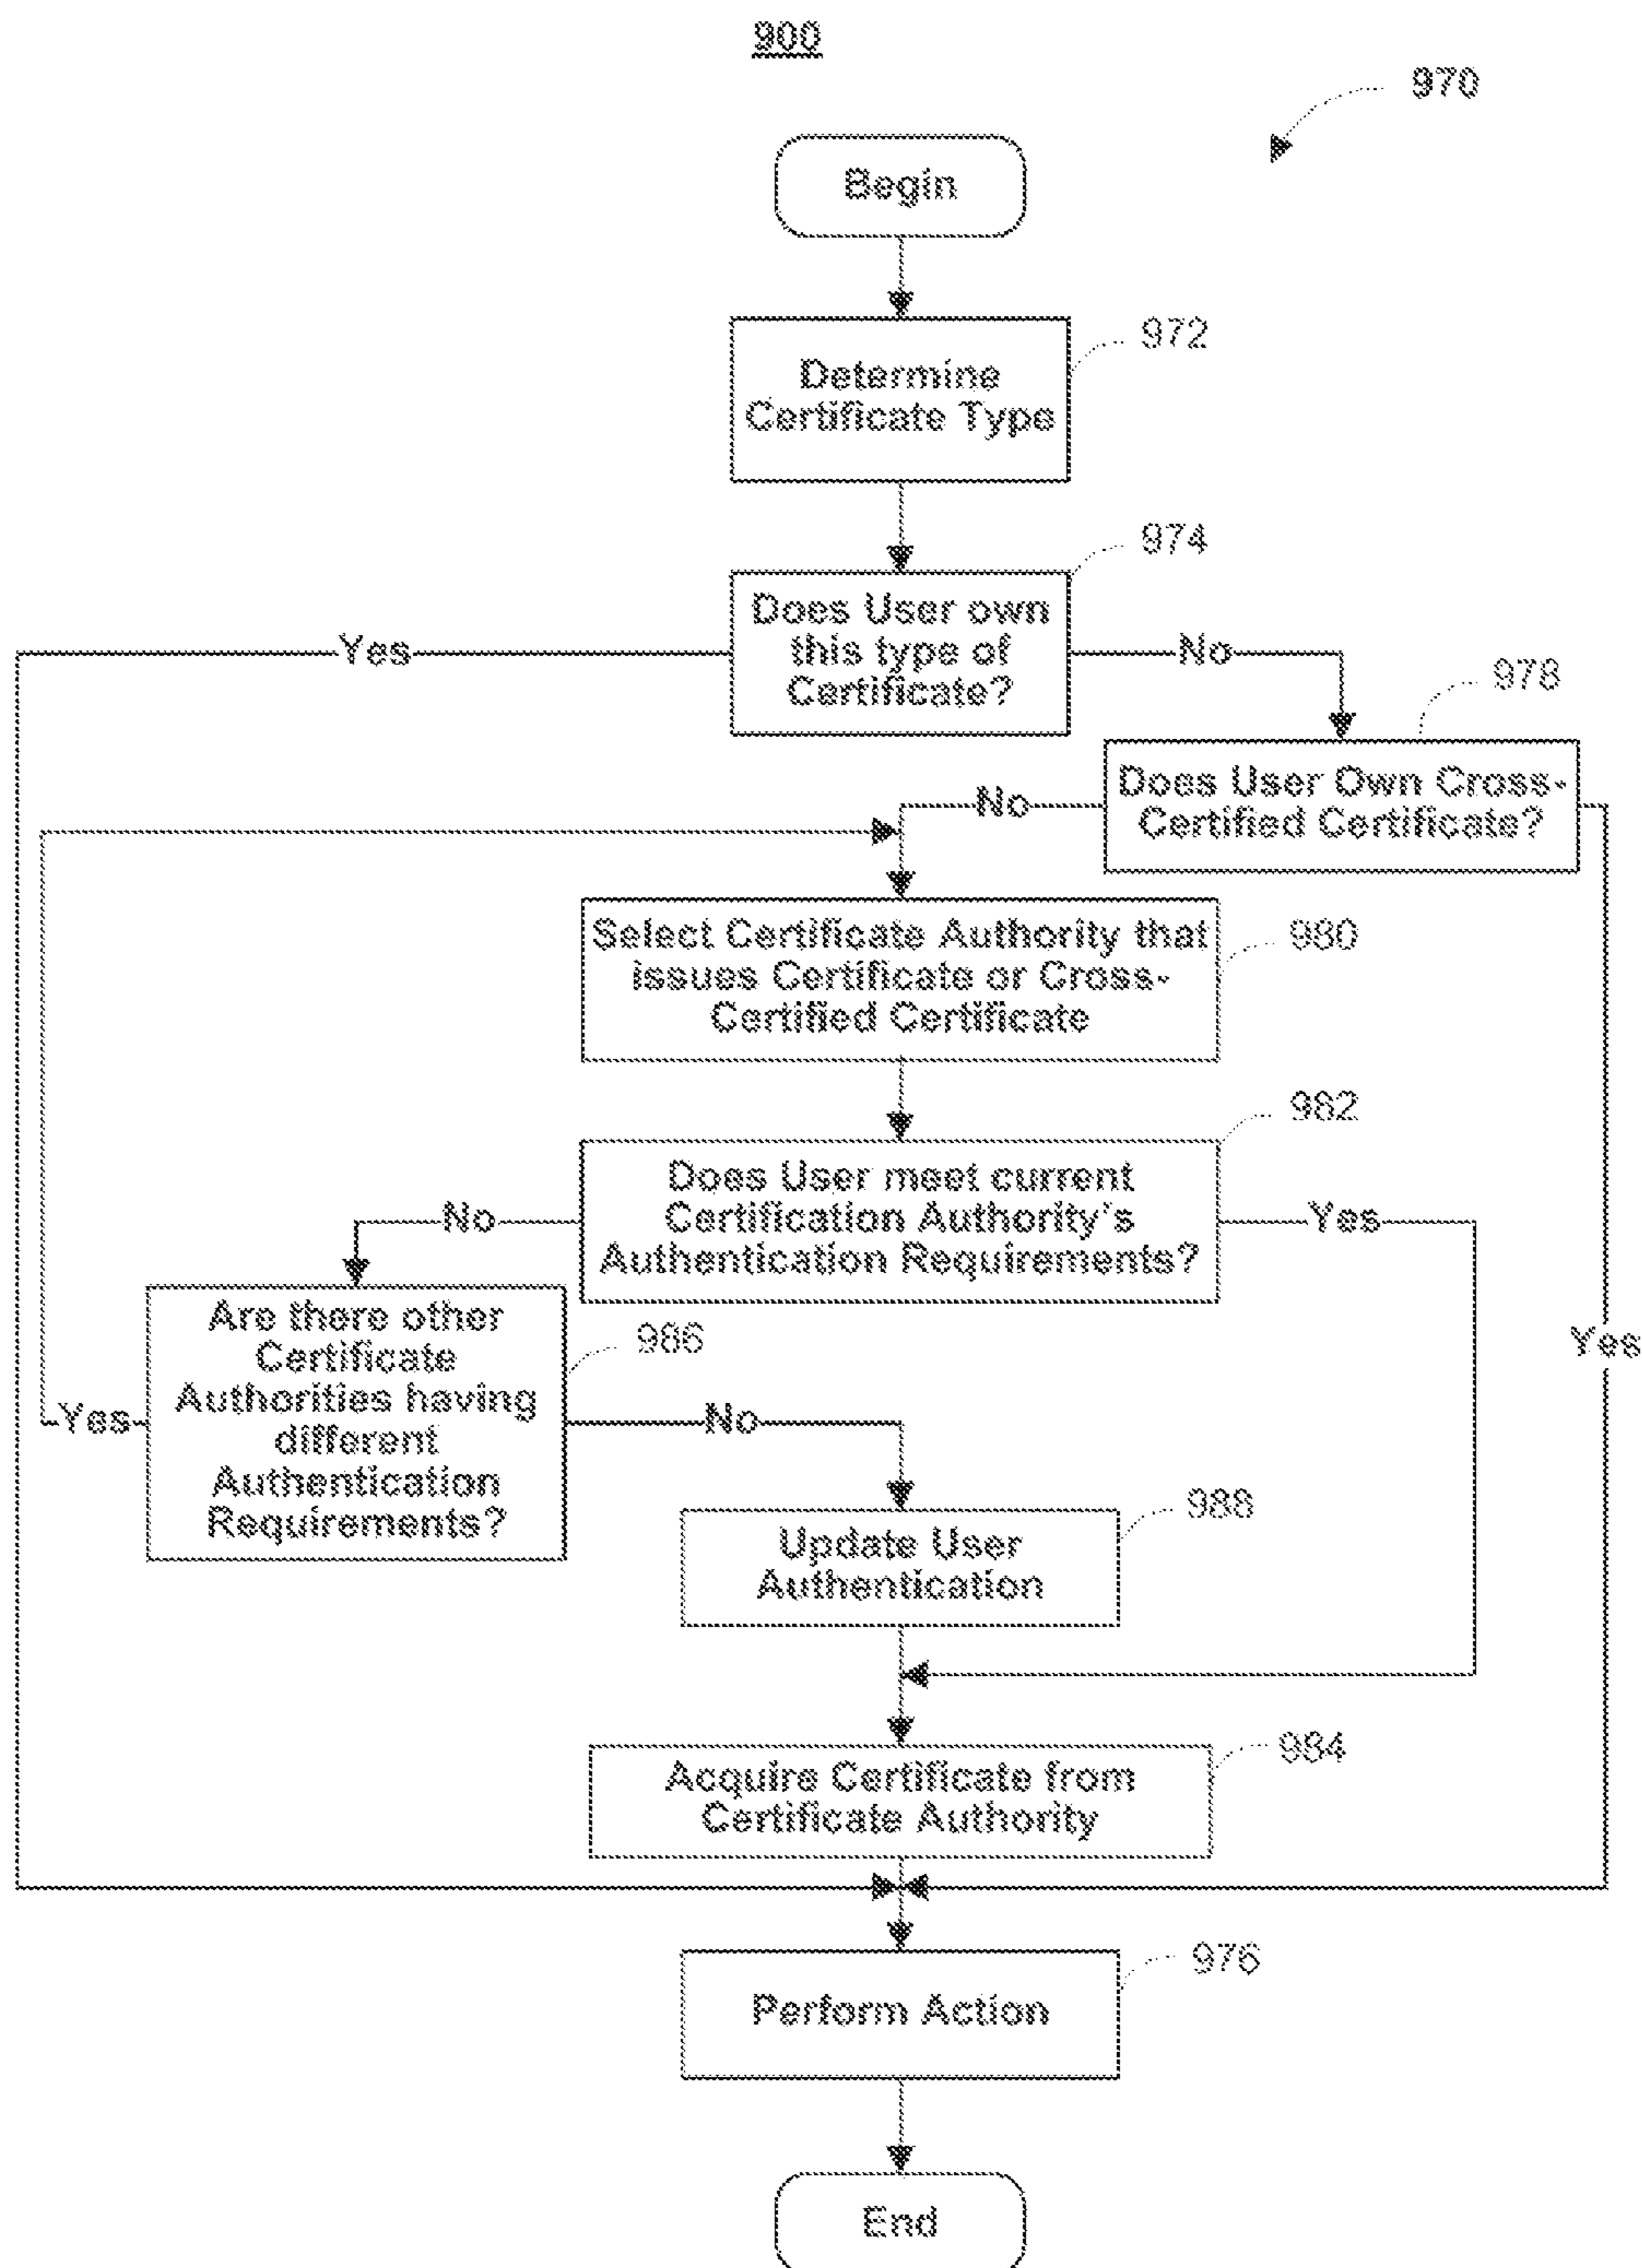 900
970
Begin
972
Determine
Certificate Type
974
Does User own
this type of
Certificate?
Yes
No
978
Does User Own Cross-
Certified Certificate?
No
Select Certificate Authority that
issues Certificate or Cross-
Certified Certificate
980
982
Does User meet current
Certification Authority's
Authentication Requirements?
No
Yes
Are there other
Certificate
Authorities having
different
Authentication
Requirements?
986
Yes
Yes
No
988
Update User
Authentication
984
Acquire Certificate from
Certificate Authority
976
Perform Action
End